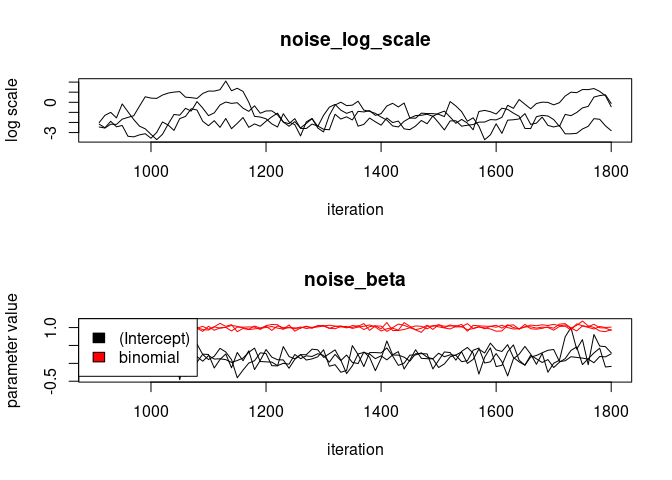 noise_log_scale
log scale
0
-3
1000 1200 1400 1600 1800
iteration
noise_beta
parameter value
1.0
-0.5
(Intercept)
binomial
1000 1200 1400 1600 1800
iteration